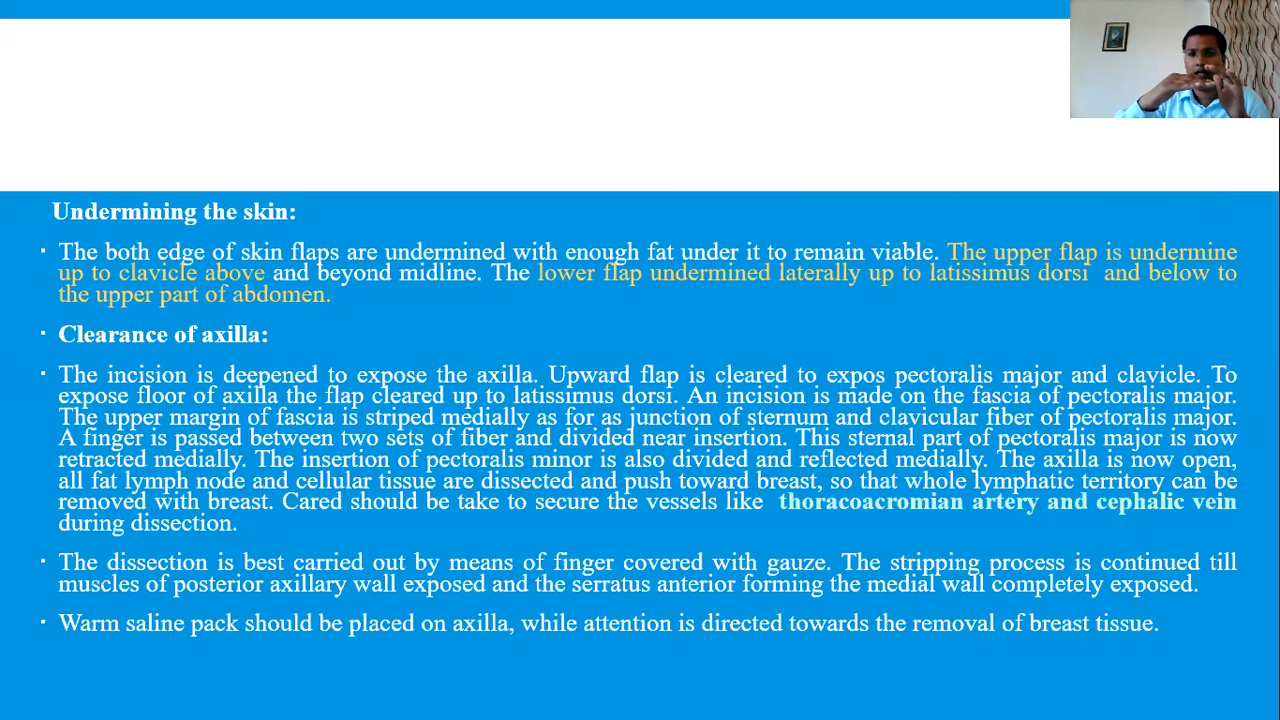 Undermining the skin:
▪ The both edge of skin flaps are undermined with enough fat under it to remain viable. The upper flap is undermine
up to clavicle above and beyond midline. The lower flap undermined laterally up to latissimus dorsi and below to
the upper part of abdomen.
▪ Clearance of axilla:
▪ The incision is deepened to expose the axilla. Upward flap is cleared to expos pectoralis major and clavicle. To
expose floor of axilla the flap cleared up to latissimus dorsi. An incision is made on the fascia of pectoralis major.
The upper margin of fascia is striped medially as for as junction of sternum and clavicular fiber of pectoralis major.
A finger is passed between two sets of fiber and divided near insertion. This sternal part of pectoralis major is now
retracted medially. The insertion of pectoralis minor is also divided and reflected medially. The axilla is now open,
all fat lymph node and cellular tissue are dissected and push toward breast, so that whole lymphatic territory can be
removed with breast. Cared should be take to secure the vessels like thoracoacromian artery and cephalic vein
during dissection.
▪ The dissection is best carried out by means of finger covered with gauze. The stripping process is continued till
muscles of posterior axillary wall exposed and the serratus anterior forming the medial wall completely exposed.
▪ Warm saline pack should be placed on axilla, while attention is directed towards the removal of breast tissue.